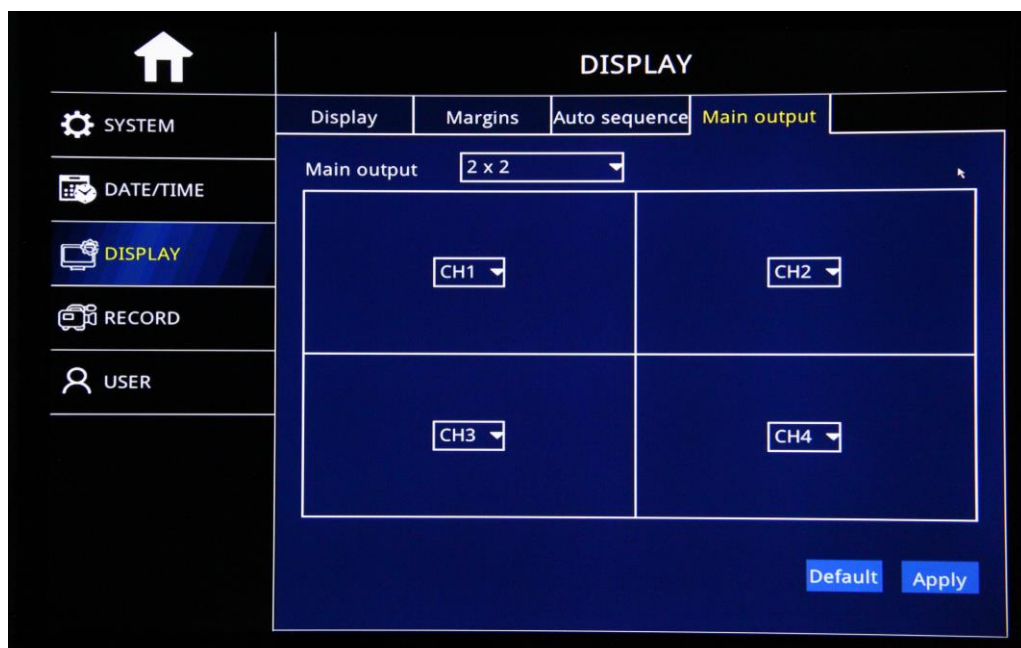 DISPLAY
SYSTEM
DATE/TIME
DISPLAY
RECORD
USER
Display Margins Auto sequence Main output
Main output 2 x 2
CH1 CH2
CH3 CH4
Default Apply